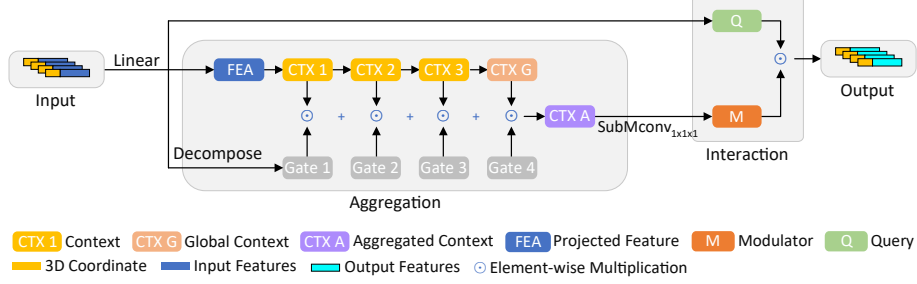 Q
Input
Linear
FEA
CTX 1
CTX 2
CTX 3
CTX G
+
+
+
CTX A
SubMconv1x1x1
M
Output
Decompose
Gate 1
Gate 2
Gate 3
Gate 4
Interaction
Aggregation
CTX 1 Context CTX G Global Context CTX A Aggregated Context FEA Projected Feature M Modulator Q Query
3D Coordinate Input Features Output Features Element-wise Multiplication